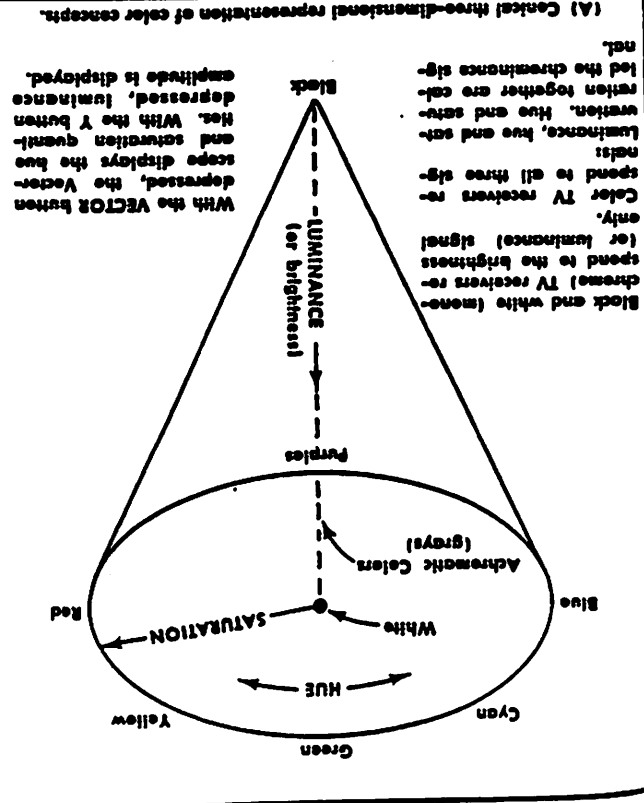 Green
Cyan
Yellow
HUE
White
SATURATION
Blue
Red
Achromatic Colors
(grays)
Purples
LUMINANCE
(or brightness)
Black and white (mono-
chrome) TV receivers re-
spond to the brightness
(or luminance) signal
only.
Color TV receivers re-
spond to all three sig-
nals:
Luminance, hue and sat-
uration. Hue and satu-
ration together are cal-
led the chrominance sig-
nal.
With the VECTOR button
depressed, the Vector-
scope displays the hue
and saturation quanti-
ties. With the Y button
depressed, luminance
amplitude is displayed.
Black
(A) Conical three-dimensional representation of color concepts.